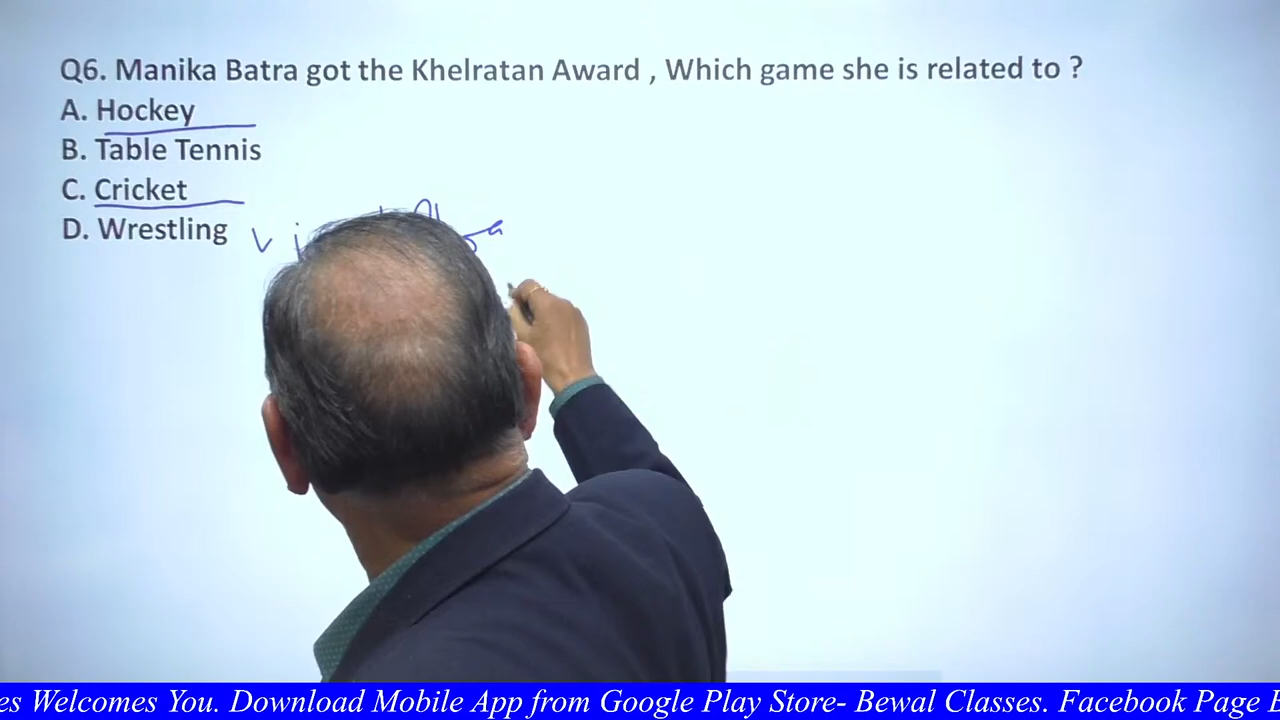 Q6. Manika Batra got the Khelratan Award , Which game she is related to ?
A. Hockey
B. Table Tennis
C. Cricket
D. Wrestling
es Welcomes You. Download Mobile App from Google Play Store- Bewal Classes. Facebook Page